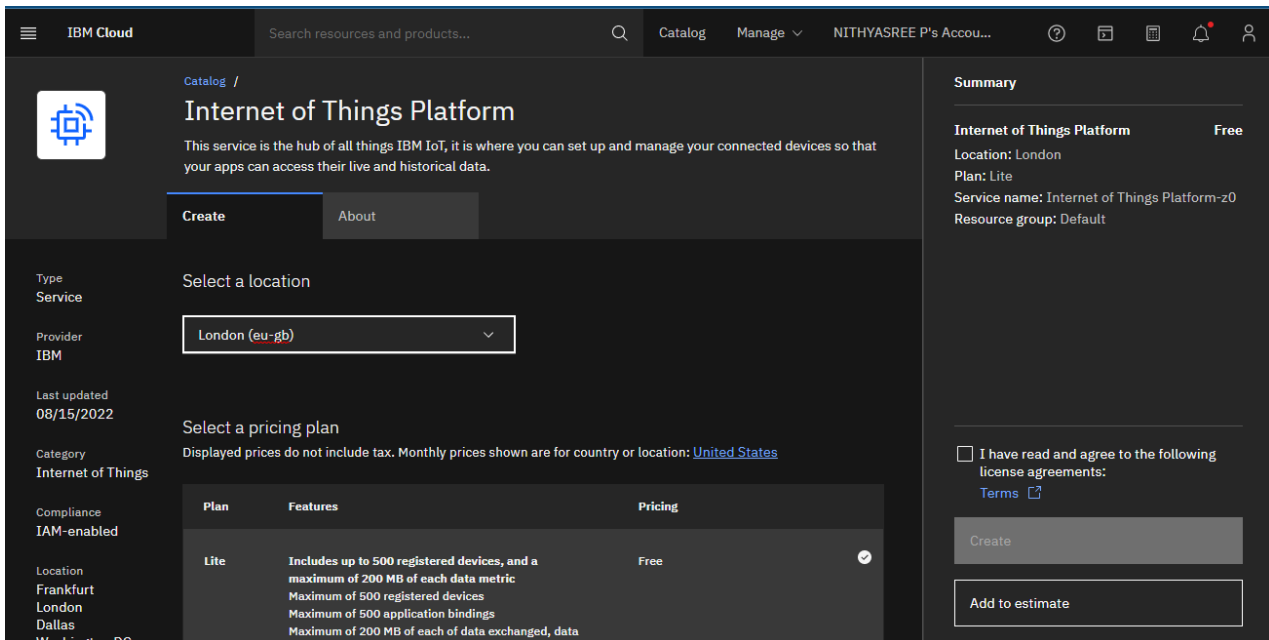 IBM Cloud
Search resources and products...
Catalog
Manage
NITHYASREE P's Accou...
Catalog /
Internet of Things Platform
This service is the hub of all things IBM IoT, it is where you can set up and manage your connected devices so that
your apps can access their live and historical data.
Create
About
Type
Service
Provider
IBM
Last updated
08/15/2022
Category
Internet of Things
Compliance
IAM-enabled
Location
Frankfurt
London
Dallas
Select a location
London (eu-gb)
Select a pricing plan
Displayed prices do not include tax. Monthly prices shown are for country or location: United States
Plan
Features
Pricing
Lite
Includes up to 500 registered devices, and a
maximum of 200 MB of each data metric
Maximum of 500 registered devices
Maximum of 500 application bindings
Maximum of 200 MB of each of data exchanged, data
Free
Summary
Internet of Things Platform
Free
Location: London
Plan: Lite
Service name: Internet of Things Platform-z0
Resource group: Default
I have read and agree to the following
license agreements:
Terms
Create
Add to estimate